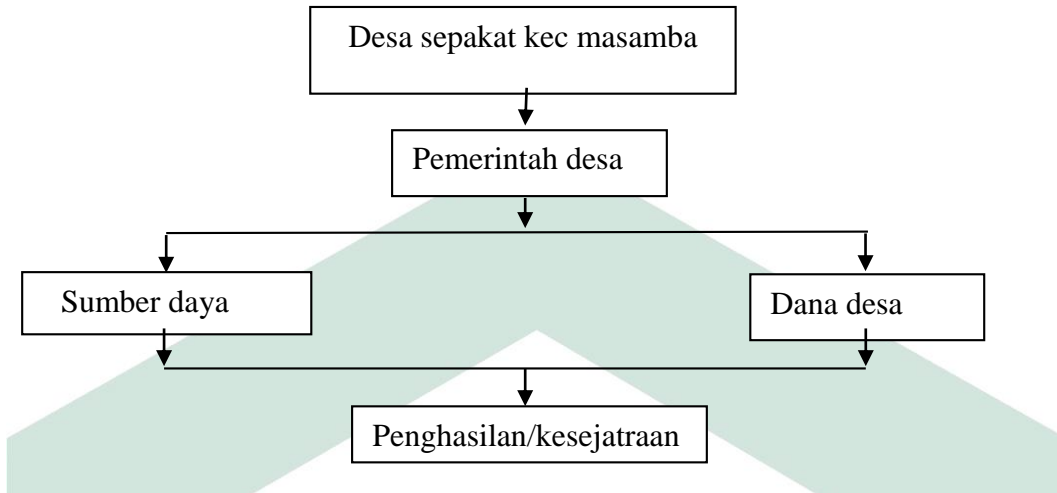 Desa sepakat kec masamba
Pemerintah desa
Sumber daya
Dana desa
Penghasilan/kesejatraan